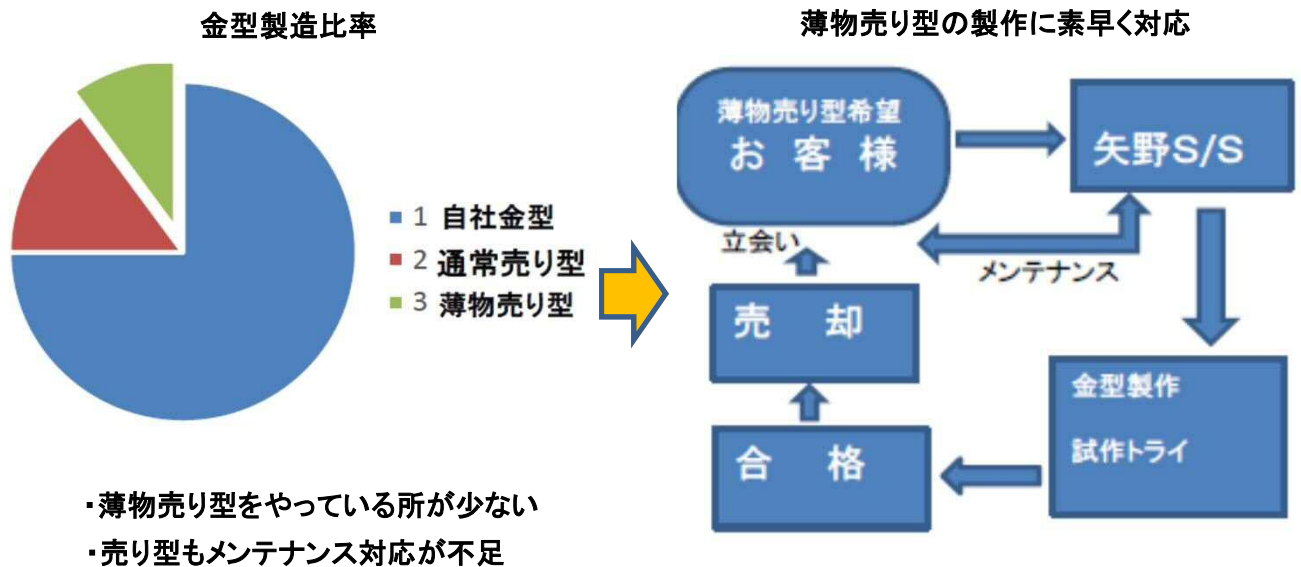 金型製造比率
1 自社金型
2 通常売り型
3 薄物売り型
・薄物売り型をやっている所が少ない
・売り型もメンテナンス対応が不足
薄物売り型の製作に素早く対応
薄物売り型希望
お客様
矢野S/S
立会い
メンテナンス
売却
金型製作
試作トライ
合格